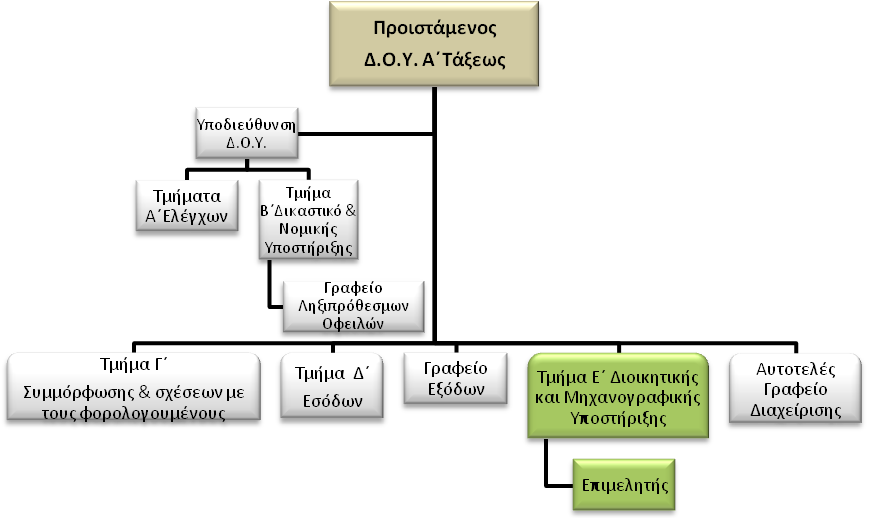 Προιστάμενος
Δ.Ο.Υ. Α΄Τάξεως
Υποδιεύθυνση
Δ.Ο.Υ.
Τμήματα
Α΄Ελέγχων
Τμήμα
Β΄Δικαστικό &
Νομικής
Υποστήριξης
Γραφείο
Ληξιπρόθεσμων
Οφειλών
Τμήμα Γ΄
Συμμόρφωσης & σχέσεων με
τους φορολογουμένους
Τμήμα Δ΄
Εσόδων
Γραφείο
Εξόδων
Τμήμα Ε΄ Διοικητικής
και Μηχανογραφικής
Υποστήριξης
Αυτοτελές
Γραφείο
Διαχείρισης
Επιμελητής